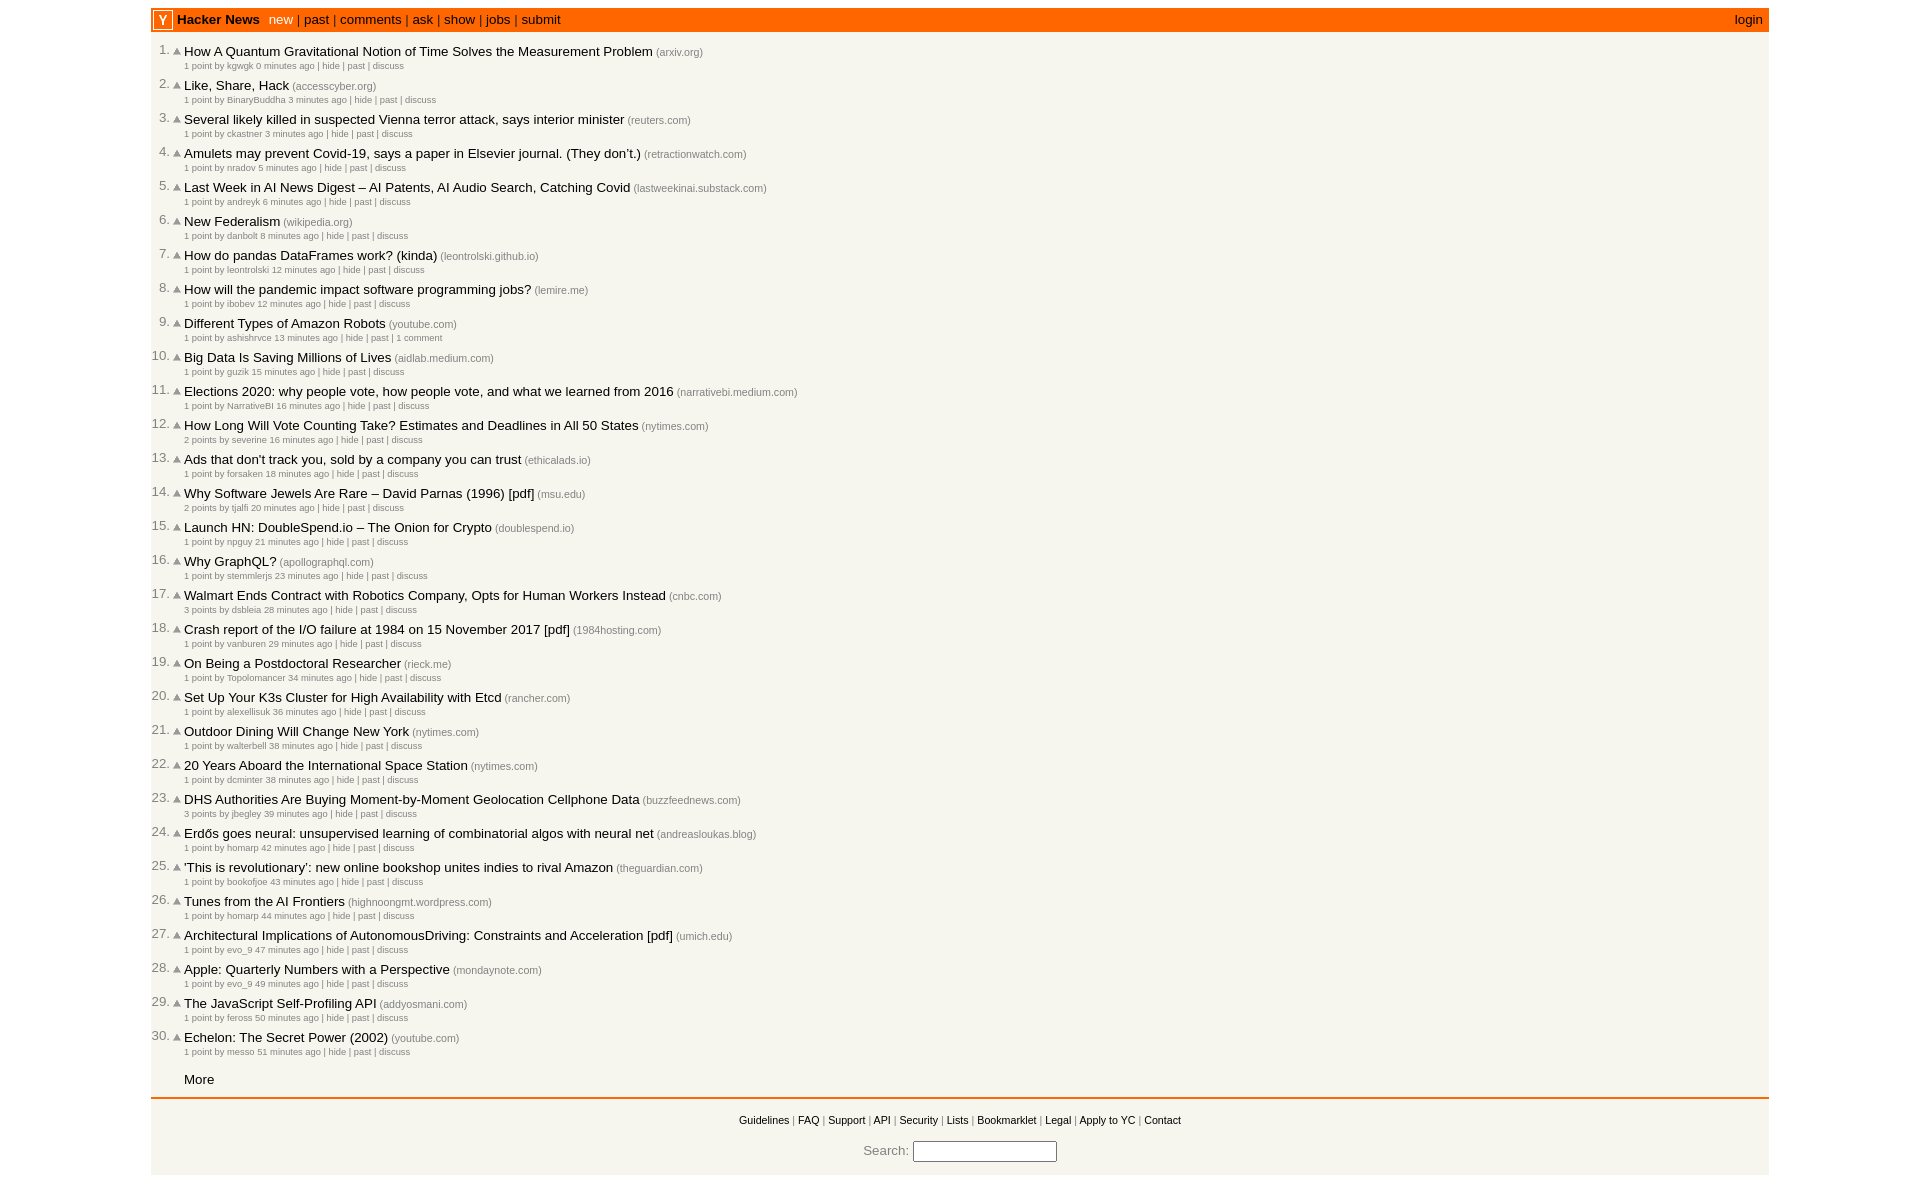 Y Hacker News new | past | comments | ask | show | jobs | submit login
1. How A Quantum Gravitational Notion of Time Solves the Measurement Problem (arxiv.org)
1 point by kgwgk 0 minutes ago | hide | past | discuss
2. Like, Share, Hack (accesscyber.org)
1 point by BinaryBuddha 3 minutes ago | hide | past | discuss
3. Several likely killed in suspected Vienna terror attack, says interior minister (reuters.com)
1 point by ckastner 3 minutes ago | hide | past | discuss
4. Amulets may prevent Covid-19, says a paper in Elsevier journal. (They don’t.) (retractionwatch.com)
1 point by nradov 5 minutes ago | hide | past | discuss
5. Last Week in AI News Digest – AI Patents, AI Audio Search, Catching Covid (lastweekinai.substack.com)
1 point by andreyk 6 minutes ago | hide | past | discuss
6. New Federalism (wikipedia.org)
1 point by danbolt 8 minutes ago | hide | past | discuss
7. How do pandas DataFrames work? (kinda) (leontrolski.github.io)
1 point by leontrolski 12 minutes ago | hide | past | discuss
8. How will the pandemic impact software programming jobs? (lemire.me)
1 point by ibobev 12 minutes ago | hide | past | discuss
9. Different Types of Amazon Robots (youtube.com)
1 point by ashishrvce 13 minutes ago | hide | past | 1 comment
10. Big Data Is Saving Millions of Lives (aidlab.medium.com)
1 point by guzik 15 minutes ago | hide | past | discuss
11. Elections 2020: why people vote, how people vote, and what we learned from 2016 (narrativebi.medium.com)
1 point by NarrativeBI 16 minutes ago | hide | past | discuss
12. How Long Will Vote Counting Take? Estimates and Deadlines in All 50 States (nytimes.com)
2 points by severine 16 minutes ago | hide | past | discuss
13. Ads that don't track you, sold by a company you can trust (ethicalads.io)
1 point by forsaken 18 minutes ago | hide | past | discuss
14. Why Software Jewels Are Rare – David Parnas (1996) [pdf] (msu.edu)
2 points by tjalfi 20 minutes ago | hide | past | discuss
15. Launch HN: DoubleSpend.io – The Onion for Crypto (doublespend.io)
1 point by npguy 21 minutes ago | hide | past | discuss
16. Why GraphQL? (apollographql.com)
1 point by stemmlerjs 23 minutes ago | hide | past | discuss
17. Walmart Ends Contract with Robotics Company, Opts for Human Workers Instead (cnbc.com)
3 points by dsbleia 28 minutes ago | hide | past | discuss
18. Crash report of the I/O failure at 1984 on 15 November 2017 [pdf] (1984hosting.com)
1 point by vanburen 29 minutes ago | hide | past | discuss
19. On Being a Postdoctoral Researcher (rieck.me)
1 point by Topolomancer 34 minutes ago | hide | past | discuss
20. Set Up Your K3s Cluster for High Availability with Etcd (rancher.com)
1 point by alexellisuk 36 minutes ago | hide | past | discuss
21. Outdoor Dining Will Change New York (nytimes.com)
1 point by walterbell 38 minutes ago | hide | past | discuss
22. 20 Years Aboard the International Space Station (nytimes.com)
1 point by dcminter 38 minutes ago | hide | past | discuss
23. DHS Authorities Are Buying Moment-by-Moment Geolocation Cellphone Data (buzzfeednews.com)
3 points by jbegley 39 minutes ago | hide | past | discuss
24. Erdős goes neural: unsupervised learning of combinatorial algos with neural net (andreasloukas.blog)
1 point by homarp 42 minutes ago | hide | past | discuss
25. 'This is revolutionary’: new online bookshop unites indies to rival Amazon (theguardian.com)
1 point by bookofjoe 43 minutes ago | hide | past | discuss
26. Tunes from the AI Frontiers (highnoongmt.wordpress.com)
1 point by homarp 44 minutes ago | hide | past | discuss
27. Architectural Implications of AutonomousDriving: Constraints and Acceleration [pdf] (umich.edu)
1 point by evo_9 47 minutes ago | hide | past | discuss
28. Apple: Quarterly Numbers with a Perspective (mondaynote.com)
1 point by evo_9 49 minutes ago | hide | past | discuss
29. The JavaScript Self-Profiling API (addyosmani.com)
1 point by feross 50 minutes ago | hide | past | discuss
30. Echelon: The Secret Power (2002) (youtube.com)
1 point by messo 51 minutes ago | hide | past | discuss
More
Guidelines | FAQ | Support | API | Security | Lists | Bookmarklet | Legal | Apply to YC | Contact
Search: